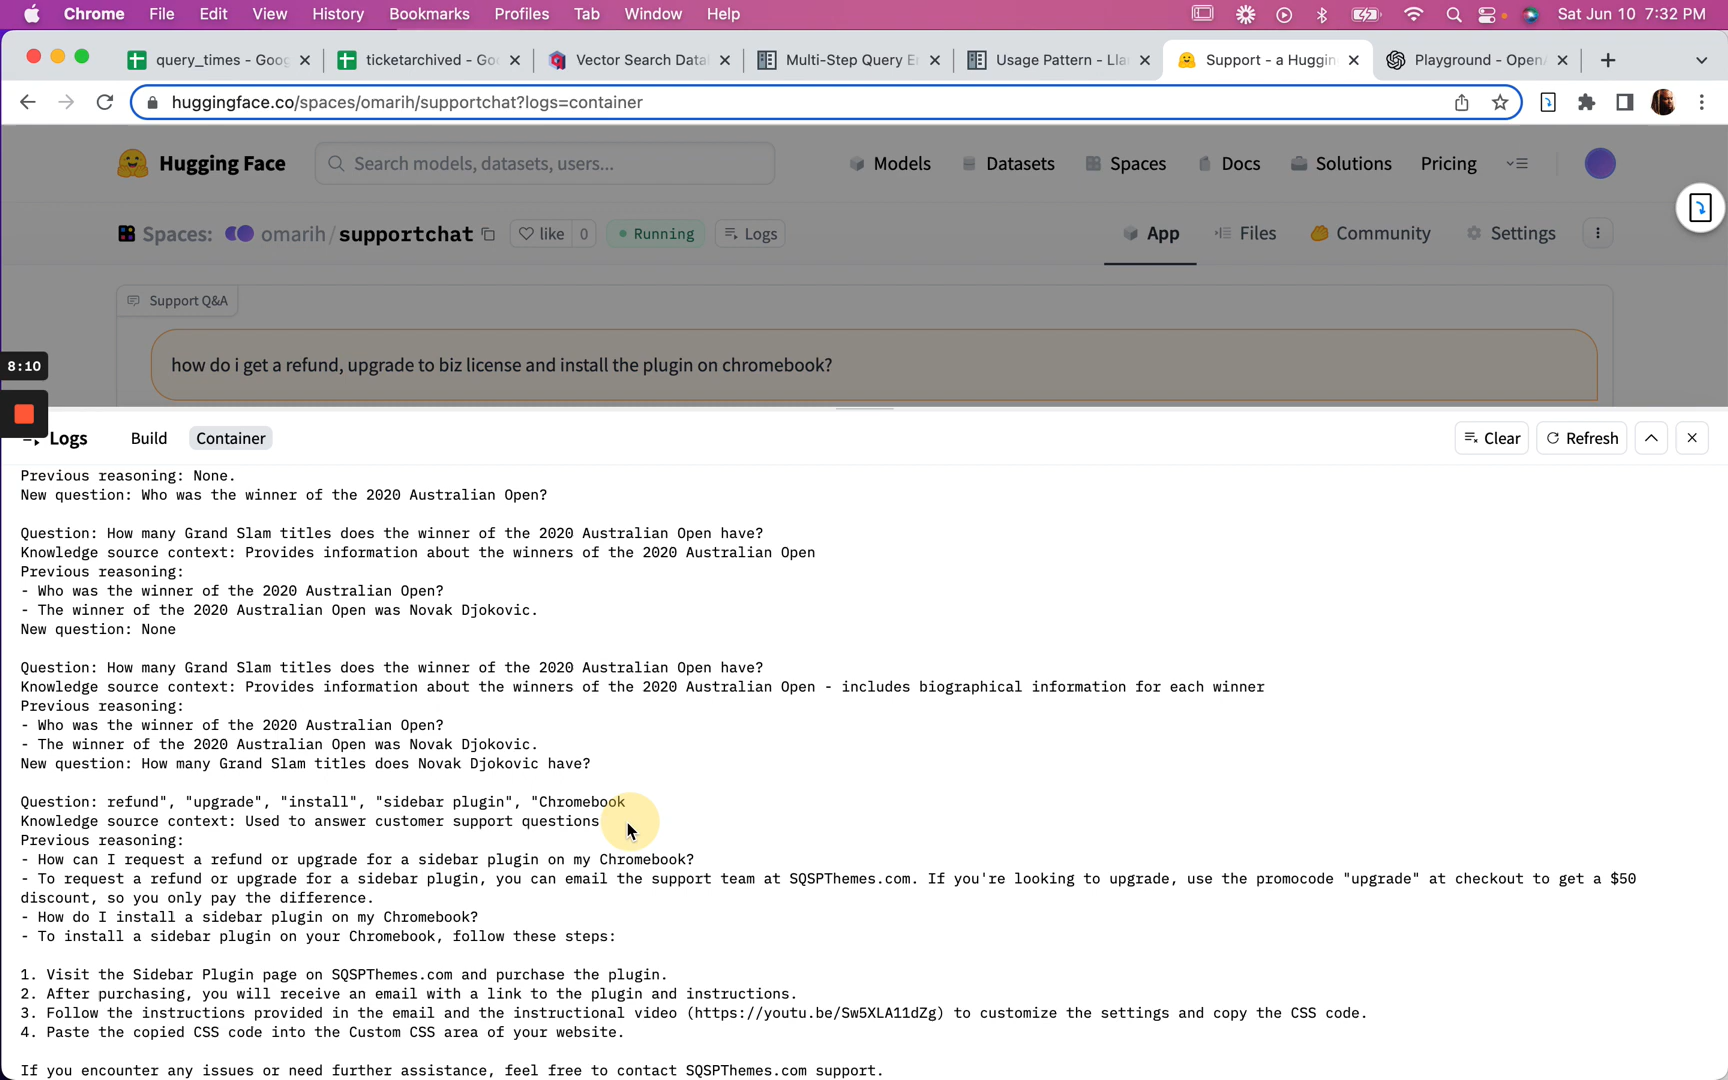 Chrome File Edit View History Bookmarks Profiles Tab Window Help Sat Jun 10 7:32 PM
query_times - Goog ticketarchived - Goo Vector Search Data Multi-Step Query E Usage Pattern - Lla Support - a Huggin Playground - OpenA
huggingface.co/spaces/omarih/supportchat?logs=container
Hugging Face Search models, datasets, users... Models Datasets Spaces Docs Solutions Pricing
Spaces: omarih/supportchat like 0 Running Logs App Files Community Settings
Support Q&A
how do i get a refund, upgrade to biz license and install the plugin on chromebook?
8:10
Logs Build Container Clear Refresh
Previous reasoning: None.
New question: Who was the winner of the 2020 Australian Open?
Question: How many Grand Slam titles does the winner of the 2020 Australian Open have?
Knowledge source context: Provides information about the winners of the 2020 Australian Open
Previous reasoning:
- Who was the winner of the 2020 Australian Open?
- The winner of the 2020 Australian Open was Novak Djokovic.
New question: None
Question: How many Grand Slam titles does the winner of the 2020 Australian Open have?
Knowledge source context: Provides information about the winners of the 2020 Australian Open - includes biographical information for each winner
Previous reasoning:
- Who was the winner of the 2020 Australian Open?
- The winner of the 2020 Australian Open was Novak Djokovic.
New question: How many Grand Slam titles does Novak Djokovic have?
Question: refund", "upgrade", "install", "sidebar plugin", "Chromebook
Knowledge source context: Used to answer customer support questions
Previous reasoning:
- How can I request a refund or upgrade for a sidebar plugin on my Chromebook?
- To request a refund or upgrade for a sidebar plugin, you can email the support team at SQSPThemes.com. If you're looking to upgrade, use the promocode "upgrade" at checkout to get a $50
discount, so you only pay the difference.
- How do I install a sidebar plugin on my Chromebook?
- To install a sidebar plugin on your Chromebook, follow these steps:
1. Visit the Sidebar Plugin page on SQSPThemes.com and purchase the plugin.
2. After purchasing, you will receive an email with a link to the plugin and instructions.
3. Follow the instructions provided in the email and the instructional video (https://youtu.be/Sw5XLA11dZg) to customize the settings and copy the CSS code.
4. Paste the copied CSS code into the Custom CSS area of your website.
If you encounter any issues or need further assistance, feel free to contact SQSPThemes.com support.